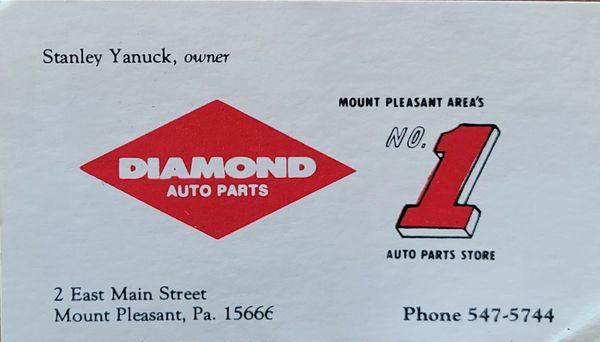 Stanley Yanuck, owner
MOUNT PLEASANT AREA'S
NO.
1
DIAMOND
AUTO PARTS
AUTO PARTS STORE
2 East Main Street
Mount Pleasant, Pa. 15666
Phone 547-5744